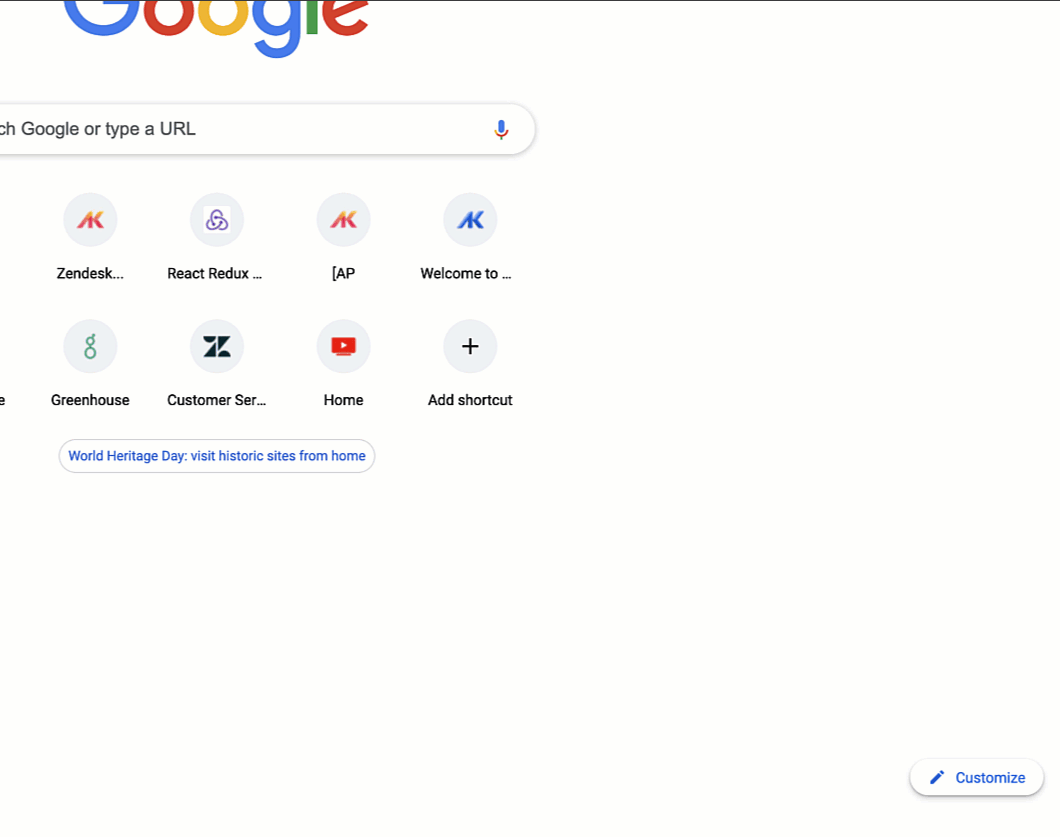 Google
ch Google or type a URL
Zendesk...
React Redux ...
[AP
Welcome to ...
e
Greenhouse
Customer Ser...
Home
Add shortcut
World Heritage Day: visit historic sites from home
Customize